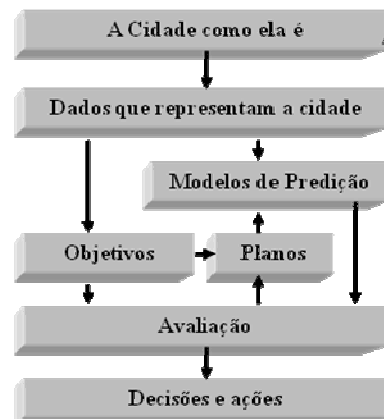 A Cidade como ela é
Dados que representam a cidade
Modelos de Predição
Objetivos
Planos
Avaliação
Decisões e ações